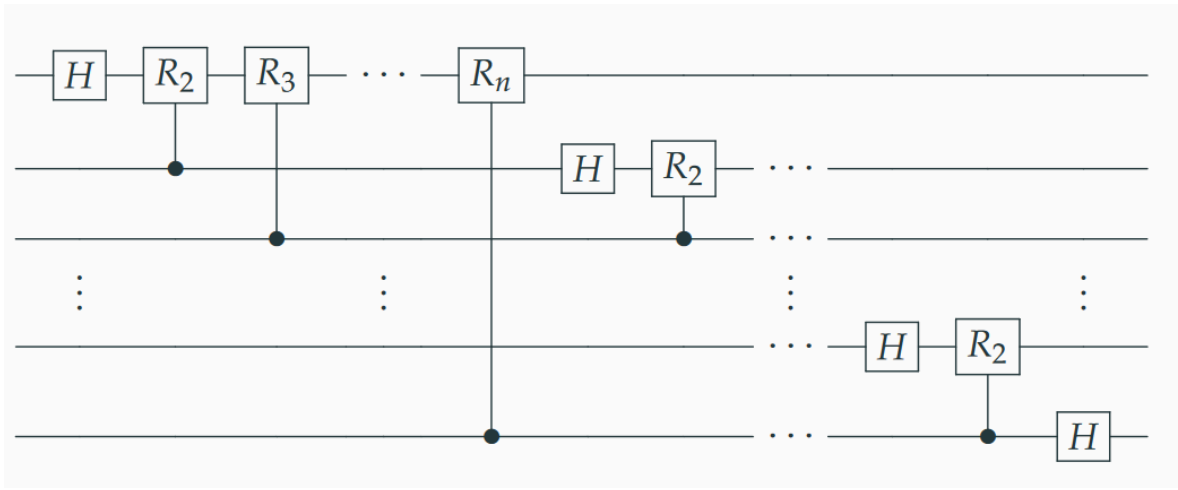 H R₂ R₃ ··· Rₙ
H R₂ ···
···
⋮ ⋮ ⋮ ⋮
··· H R₂
··· H